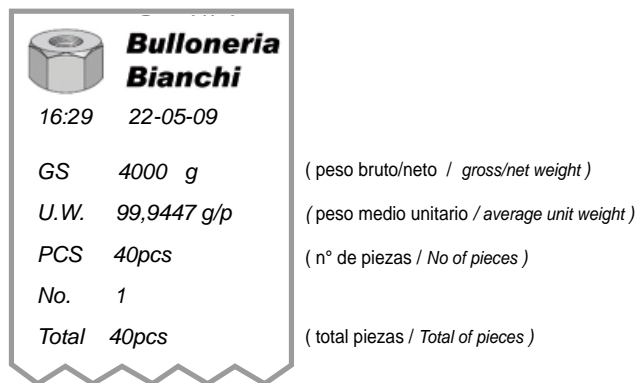 Bulloneria
Bianchi
16:29 22-05-09
GS 4000 g ( peso bruto/neto / gross/net weight )
U.W. 99,9447 g/p ( peso medio unitario / average unit weight )
PCS 40pcs ( n° de piezas / No of pieces )
No. 1
Total 40pcs ( total piezas / Total of pieces )